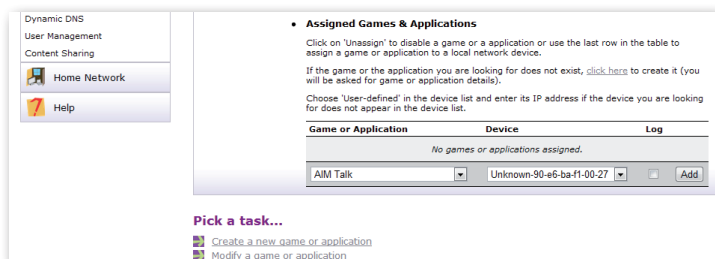 Dynamic DNS
User Management
Content Sharing
Home Network
Help
Assigned Games & Applications
Click on 'Unassign' to disable a game or a application or use the last row in the table to
assign a game or application to a local network device.
If the game or the application you are looking for does not exist, click here to create it (you
will be asked for game or application details).
Choose 'User-defined' in the device list and enter its IP address if the device you are looking
for does not appear in the device list.
Game or Application Device Log
No games or applications assigned.
AIM Talk Unknown-90-e6-ba-f1-00-27 Add
Pick a task...
Create a new game or application
Modify a game or application